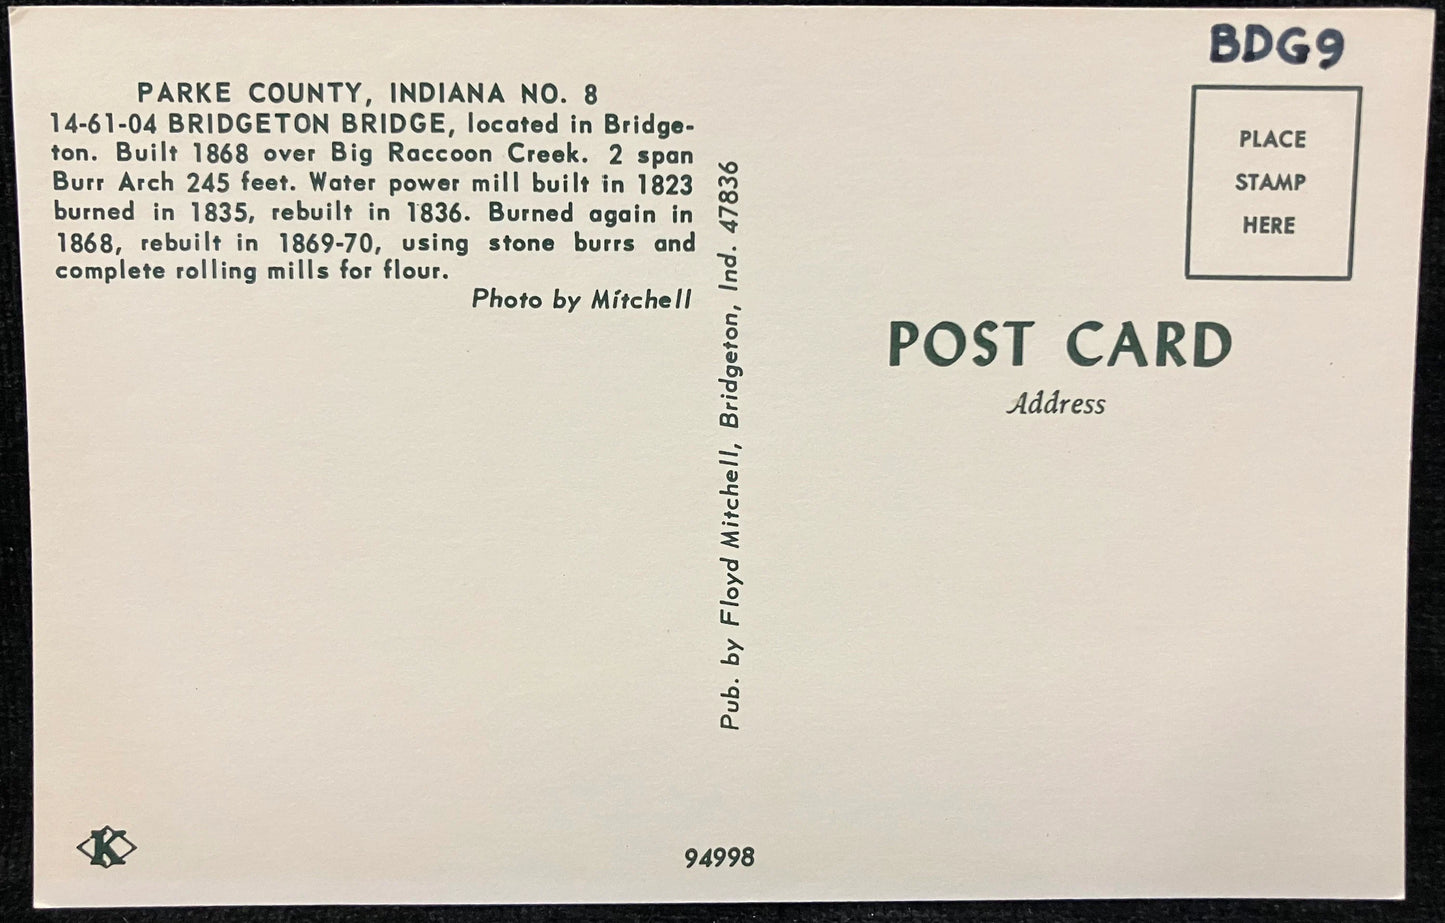 BDG9
PARKE COUNTY, INDIANA NO. 8
14-61-04 BRIDGETON BRIDGE, located in Bridge-
ton. Built 1868 over Big Raccoon Creek. 2 span
Burr Arch 245 feet. Water power mill built in 1823
burned in 1835, rebuilt in 1836. Burned again in
1868, rebuilt in 1869-70, using stone burrs and
complete rolling mills for flour.
Photo by Mitchell
Pub. by Floyd Mitchell, Bridgeton, Ind. 47836
PLACE
STAMP
HERE
POST CARD
Address
K
94998